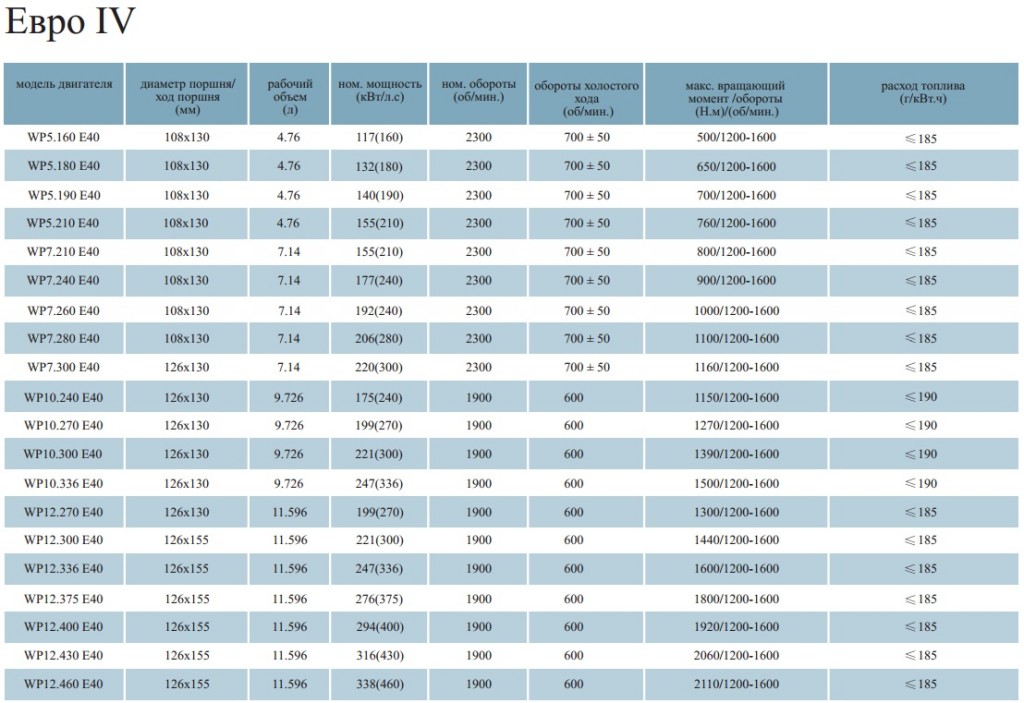 Евро IV
модель двигателя диаметр поршня/ ход поршня (мм) рабочий объем (л) ном. мощность (кВт/л.с) ном. обороты (об/мин.) обороты холостого хода (об/мин.) макс. вращающий момент /обороты (Н.м)/(об/мин.) расход топлива (г/кВт.ч)
WP5.160 E40 108x130 4.76 117(160) 2300 700 ± 50 500/1200-1600 ≤185
WP5.180 E40 108x130 4.76 132(180) 2300 700 ± 50 650/1200-1600 ≤185
WP5.190 E40 108x130 4.76 140(190) 2300 700 ± 50 700/1200-1600 ≤185
WP5.210 E40 108x130 4.76 155(210) 2300 700 ± 50 760/1200-1600 ≤185
WP7.210 E40 108x130 7.14 155(210) 2300 700 ± 50 800/1200-1600 ≤185
WP7.240 E40 108x130 7.14 177(240) 2300 700 ± 50 900/1200-1600 ≤185
WP7.260 E40 108x130 7.14 192(240) 2300 700 ± 50 1000/1200-1600 ≤185
WP7.280 E40 108x130 7.14 206(280) 2300 700 ± 50 1100/1200-1600 ≤185
WP7.300 E40 126x130 7.14 220(300) 2300 700 ± 50 1160/1200-1600 ≤185
WP10.240 E40 126x130 9.726 175(240) 1900 600 1150/1200-1600 ≤190
WP10.270 E40 126x130 9.726 199(270) 1900 600 1270/1200-1600 ≤190
WP10.300 E40 126x130 9.726 221(300) 1900 600 1390/1200-1600 ≤190
WP10.336 E40 126x130 9.726 247(336) 1900 600 1500/1200-1600 ≤190
WP12.270 E40 126x130 11.596 199(270) 1900 600 1300/1200-1600 ≤185
WP12.300 E40 126x155 11.596 221(300) 1900 600 1440/1200-1600 ≤185
WP12.336 E40 126x155 11.596 247(336) 1900 600 1600/1200-1600 ≤185
WP12.375 E40 126x155 11.596 276(375) 1900 600 1800/1200-1600 ≤185
WP12.400 E40 126x155 11.596 294(400) 1900 600 1920/1200-1600 ≤185
WP12.430 E40 126x155 11.596 316(430) 1900 600 2060/1200-1600 ≤185
WP12.460 E40 126x155 11.596 338(460) 1900 600 2110/1200-1600 ≤185